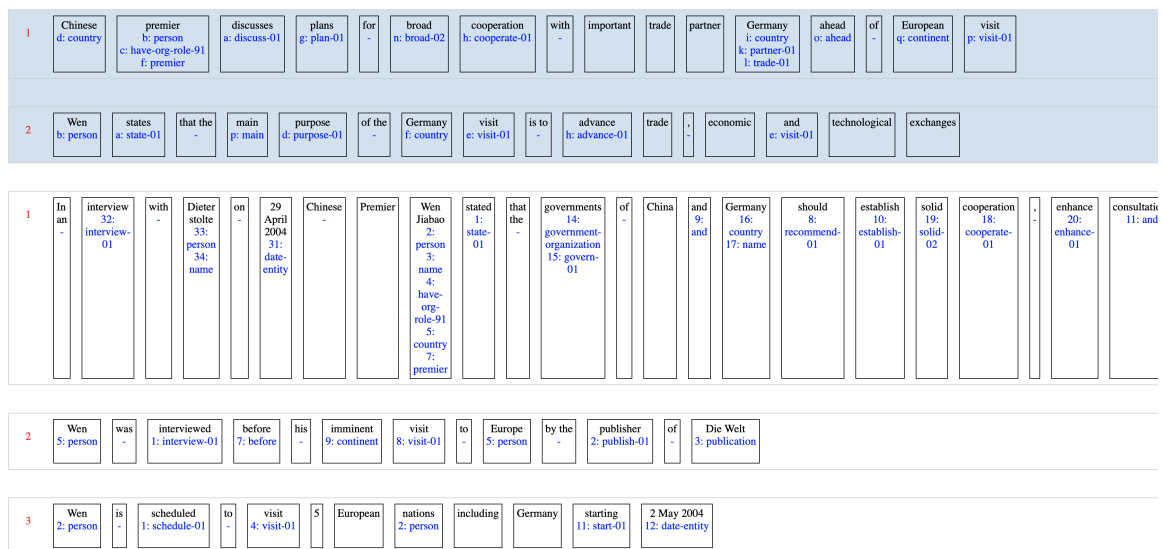 1 Chinese premier discusses plans for broad cooperation with important trade partner Germany ahead of European visit
d: country b: person a: discuss-01 g: plan-01 - n: broad-02 h: cooperate-01 - i: country o: ahead - q: continent p: visit-01
c: have-org-role-91 k: partner-01
f: premier l: trade-01
2 Wen states that the main purpose of the Germany visit is to advance trade , economic and technological exchanges
b: person a: state-01 - p: main d: purpose-01 - f: country e: visit-01 - h: advance-01 - e: visit-01
1 In interview with Dieter on 29 Chinese Premier Wen stated that governments of China and Germany should establish solid cooperation , enhance consultatio
an 32: - stolte - April - Jiabao 1: the 14: - 9: 16: 8: 10: 19: 18: - 20: 11: and
- interview- 33: 2004 2: state- - government- and country recommend- establish- solid- cooperate- enhance-
01 person 31: person 01 organization 17: name 01 01 02 01 01
34: date- 3: 15: govern-
name entity name 01
4:
have-
org-
role-91
5:
country
7:
premier
2 Wen was interviewed before his imminent visit to Europe by the publisher of Die Welt
5: person - 1: interview-01 7: before - 9: continent 8: visit-01 - 5: person - 2: publish-01 - 3: publication
3 Wen is scheduled to visit 5 European nations including Germany starting 2 May 2004
2: person - 1: schedule-01 - 4: visit-01 2: person 11: start-01 12: date-entity